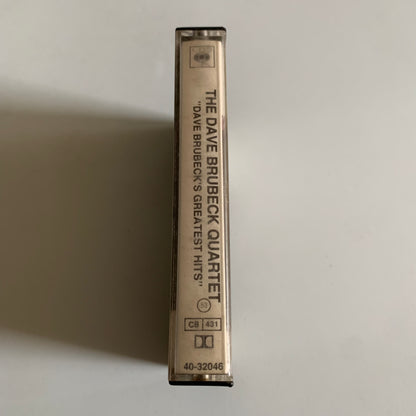 THE DAVE BRUBECK QUARTET
"DAVE BRUBECK'S GREATEST HITS"
CB 431
40-32046